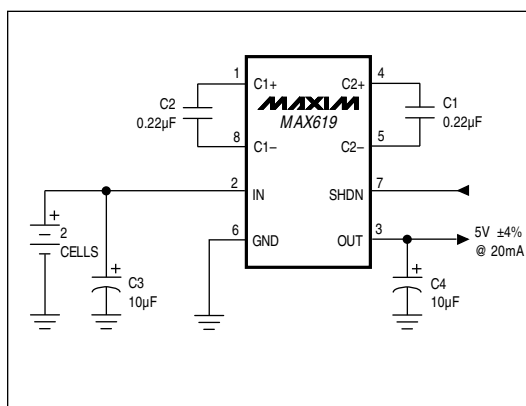 1
C1+
C2+
4
MAXIM
MAX619
C2
0.22µF
C1
0.22µF
8
C1–
C2–
5
2
IN
SHDN
7
6
GND
OUT
3
5V ±4%
@ 20mA
+
2
CELLS
+
C3
10µF
+
C4
10µF